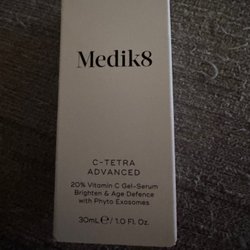 Medik8
C-TETRA
ADVANCED
20% Vitamin C Gel-Serum
Brighten & Age Defence
with Phyto Exosomes
30mL℮ / 1.0 Fl. Oz.